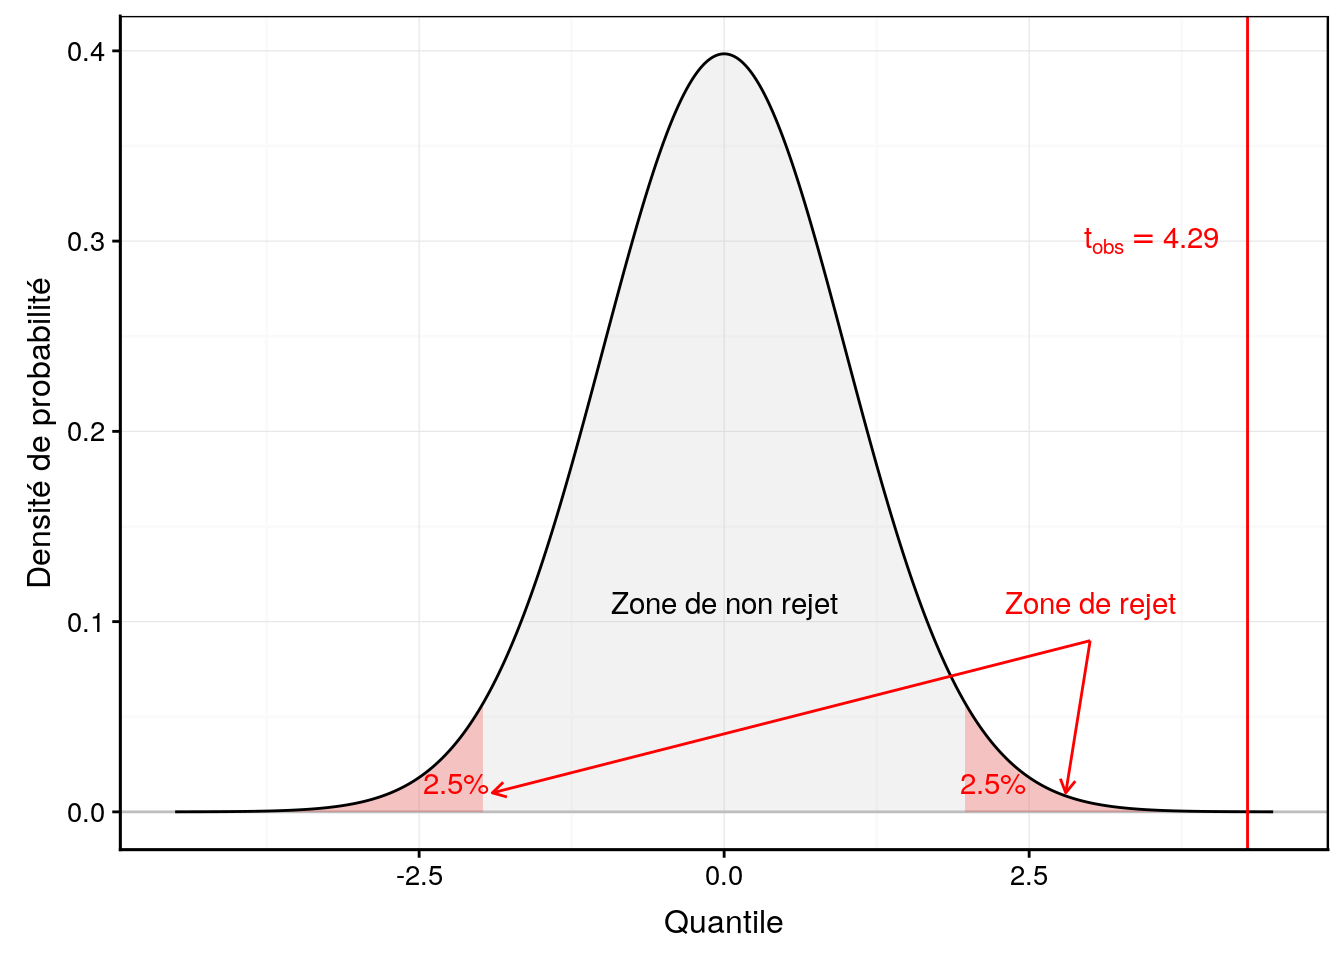 0.4
0.3
0.2
0.1
0.0
Densité de probabilité
t_obs = 4.29
Zone de non rejet
Zone de rejet
2.5%
2.5%
-2.5
0.0
2.5
Quantile